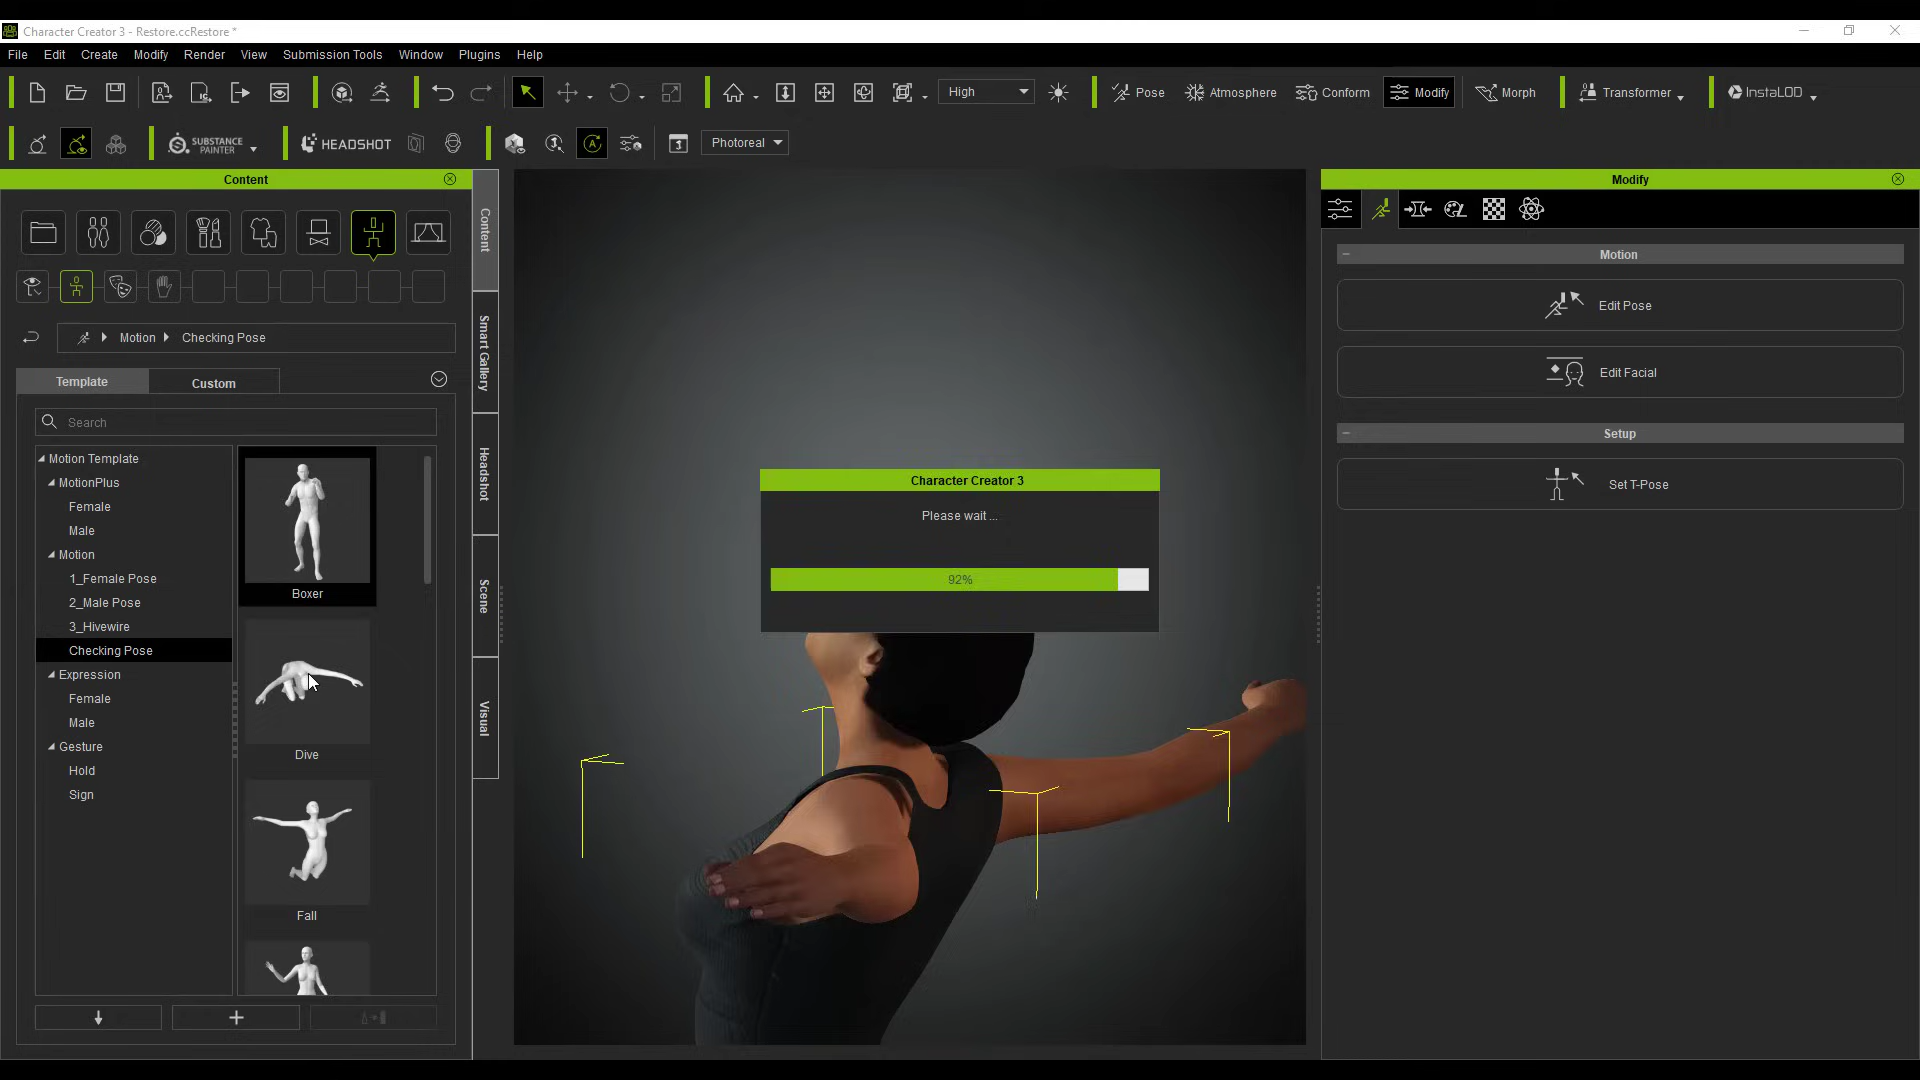 Character Creator 3 - Restore.ccRestore *
File Edit Create Modify Render View Submission Tools Window Plugins Help
High Pose Atmosphere Conform Modify Morph Transformer InstaLOD
SUBSTANCE PAINTER HEADSHOT Photoreal
Content
Modify
Content
Smart Gallery
Headshot
Scene
Visual
Motion Checking Pose
Template Custom
Search
Motion Template
MotionPlus
Female
Male
Motion
1_Female Pose
2_Male Pose
3_Hivewire
Checking Pose
Expression
Female
Male
Gesture
Hold
Sign
Boxer
Dive
Fall
Character Creator 3
Please wait ...
92%
Motion
Edit Pose
Edit Facial
Setup
Set T-Pose